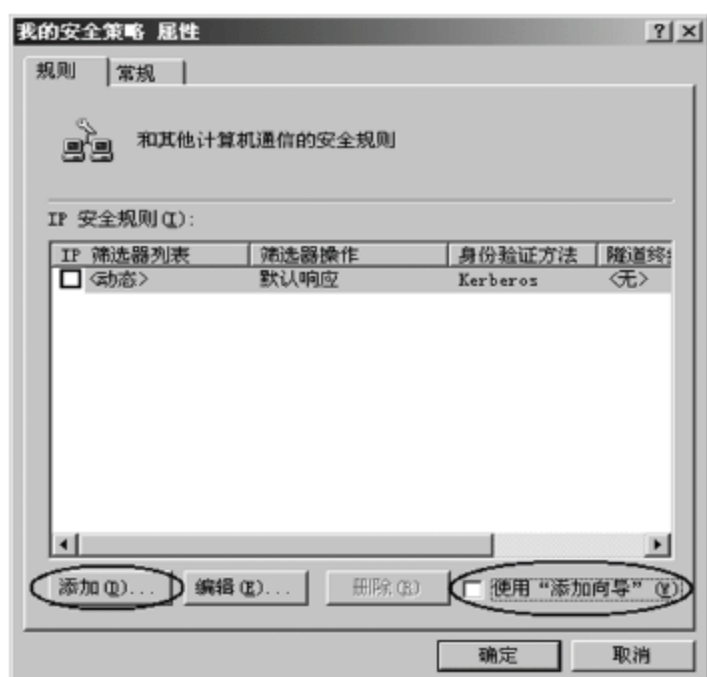 我的安全策略 属性
规则 常规
和其他计算机通信的安全规则
IP 安全规则(I):
IP 筛选器列表 筛选器操作 身份验证方法 隧道终
<动态> 默认响应 Kerberos <无>
添加(D)... 编辑(E)... 册除(R) 使用“添加向导”(W)
确定 取消